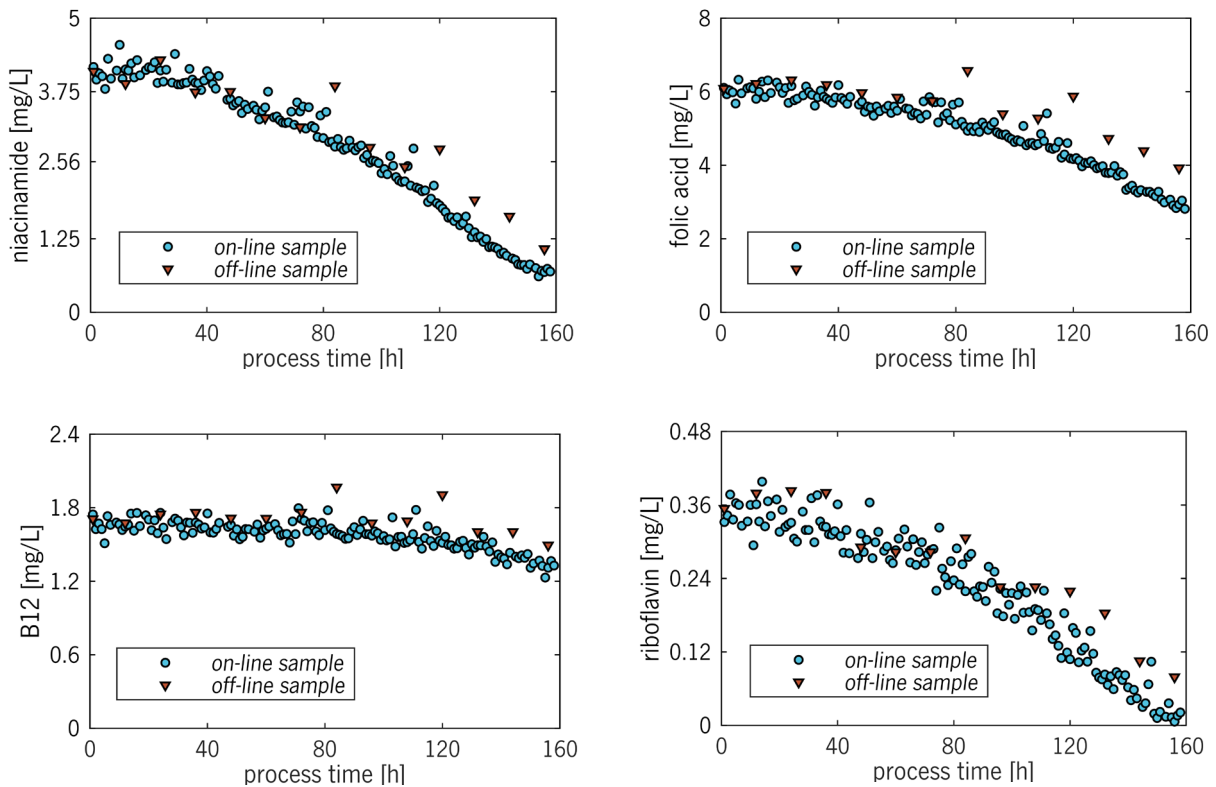 5
3.75
2.56
1.25
0
niacinamide [mg/L]
on-line sample
off-line sample
0 40 80 120 160
process time [h]
8
6
4
2
0
folic acid [mg/L]
on-line sample
off-line sample
0 40 80 120 160
process time [h]
2.4
1.8
1.2
0.6
0
B12 [mg/L]
on-line sample
off-line sample
0 40 80 120 160
process time [h]
0.48
0.36
0.24
0.12
0
riboflavin [mg/L]
on-line sample
off-line sample
0 40 80 120 160
process time [h]